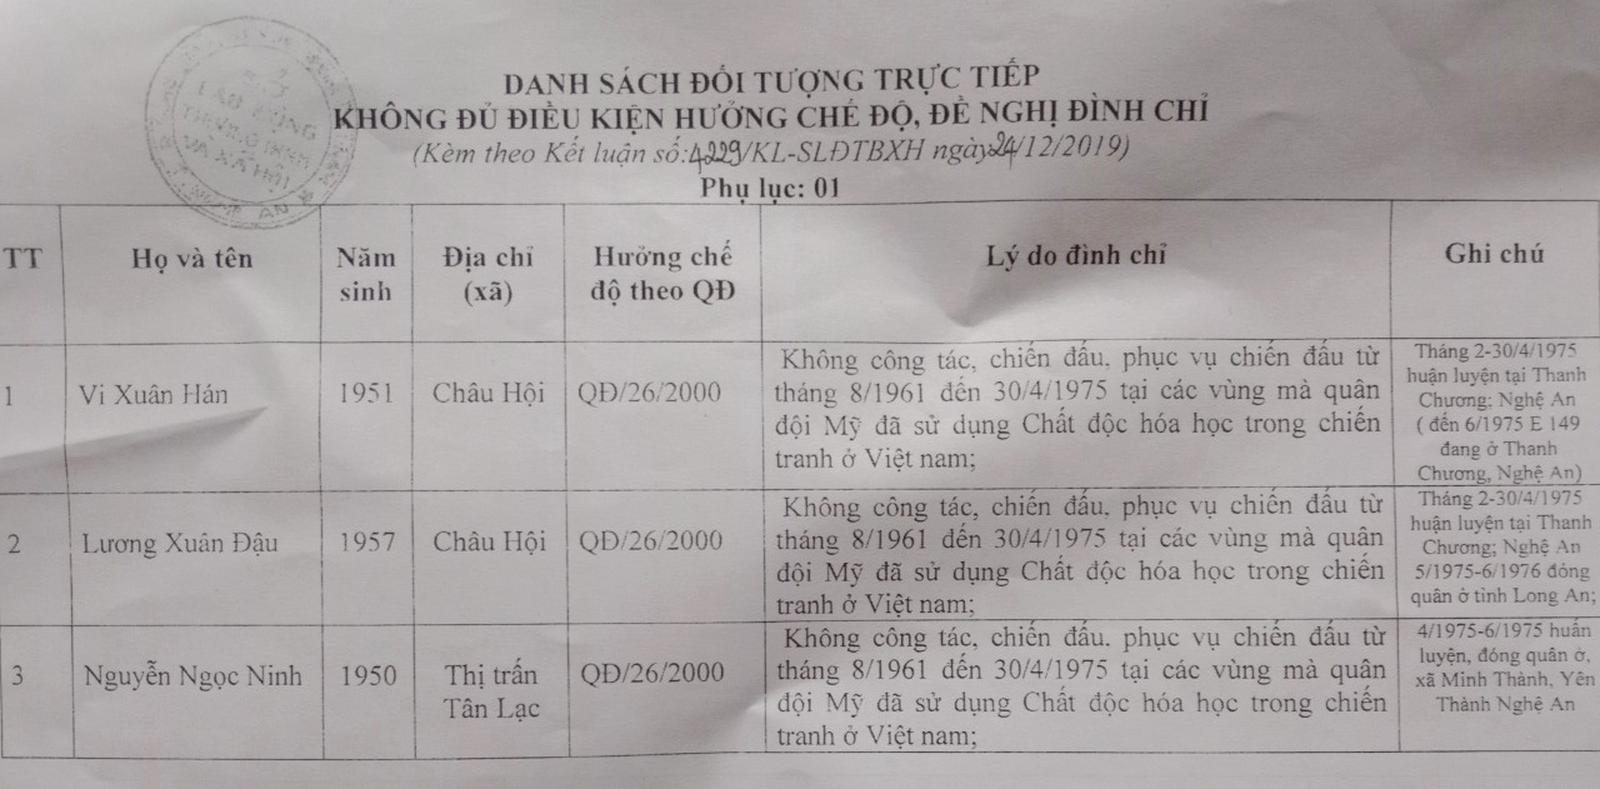 DANH SÁCH ĐỐI TƯỢNG TRỰC TIẾP
KHÔNG ĐỦ ĐIỀU KIỆN HƯỞNG CHẾ ĐỘ, ĐỀ NGHỊ ĐÌNH CHỈ
(Kèm theo Kết luận số:4229/KL-SLĐTBXH ngày24/12/2019)
Phụ lục: 01
LAO ĐỘNG
THƯƠNG BINH
VÀ XÃ HỘI
NGHỆ AN
TT
Họ và tên
Năm
sinh
Địa chỉ
(xã)
Hưởng chế
độ theo QĐ
Lý do đình chỉ
Ghi chú
1
Vi Xuân Hán
1951
Châu Hội
QĐ/26/2000
Không công tác, chiến đấu, phục vụ chiến đấu từ
tháng 8/1961 đến 30/4/1975 tại các vùng mà quân
đội Mỹ đã sử dụng Chất độc hóa học trong chiến
tranh ở Việt nam;
Tháng 2-30/4/1975
huận luyện tại Thanh
Chương; Nghệ An
( đến 6/1975 E 149
đang ở Thanh
Chương, Nghệ An)
2
Lương Xuân Đậu
1957
Châu Hội
QĐ/26/2000
Không công tác, chiến đấu, phục vụ chiến đấu từ
tháng 8/1961 đến 30/4/1975 tại các vùng mà quân
đội Mỹ đã sử dụng Chất độc hóa học trong chiến
tranh ở Việt nam;
Tháng 2-30/4/1975
huận luyện tại Thanh
Chương; Nghệ An
5/1975-6/1976 đóng
quân ở tỉnh Long An;
3
Nguyễn Ngọc Ninh
1950
Thị trấn
Tân Lạc
QĐ/26/2000
Không công tác, chiến đấu. phục vụ chiến đấu từ
tháng 8/1961 đến 30/4/1975 tại các vùng mà quân
đội Mỹ đã sử dụng Chất độc hóa học trong chiến
tranh ở Việt nam;
4/1975-6/1975 huấn
luyện, đóng quân ở,
xã Minh Thành, Yên
Thành Nghệ An